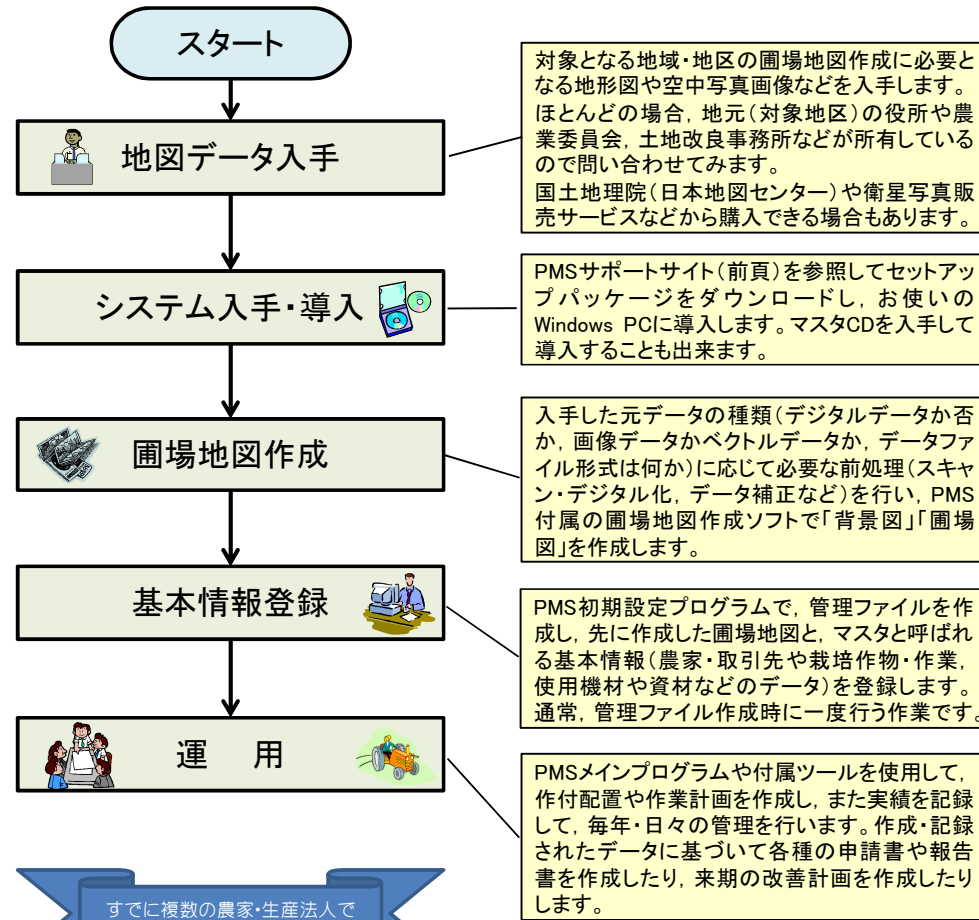 スタート
地図データ入手
対象となる地域・地区の圃場地図作成に必要と
なる地形図や空中写真画像などを入手します。
ほとんどの場合，地元（対象地区）の役所や農
業委員会，土地改良事務所などが所有している
ので問い合わせてみます。
国土地理院（日本地図センター）や衛星写真販
売サービスなどから購入できる場合もあります。
システム入手・導入
PMSサポートサイト（前頁）を参照してセットアッ
プパッケージをダウンロードし，お使いの
Windows PCに導入します。マスタCDを入手して
導入することも出来ます。
圃場地図作成
入手した元データの種類（デジタルデータか否
か，画像データかベクトルデータか，データファ
イル形式は何か）に応じて必要な前処理（スキャ
ン・デジタル化，データ補正など）を行い，PMS
付属の圃場地図作成ソフトで「背景図」「圃場
図」を作成します。
基本情報登録
PMS初期設定プログラムで，管理ファイルを作
成し，先に作成した圃場地図と，マスタと呼ばれ
る基本情報（農家・取引先や栽培作物・作業，
使用機材や資材などのデータ）を登録します。
通常，管理ファイル作成時に一度行う作業です。
運　用
PMSメインプログラムや付属ツールを使用して，
作付配置や作業計画を作成し，また実績を記録
して，毎年・日々の管理を行います。作成・記録
されたデータに基づいて各種の申請書や報告
書を作成したり，来期の改善計画を作成したり
します。
すでに複数の農家・生産法人で